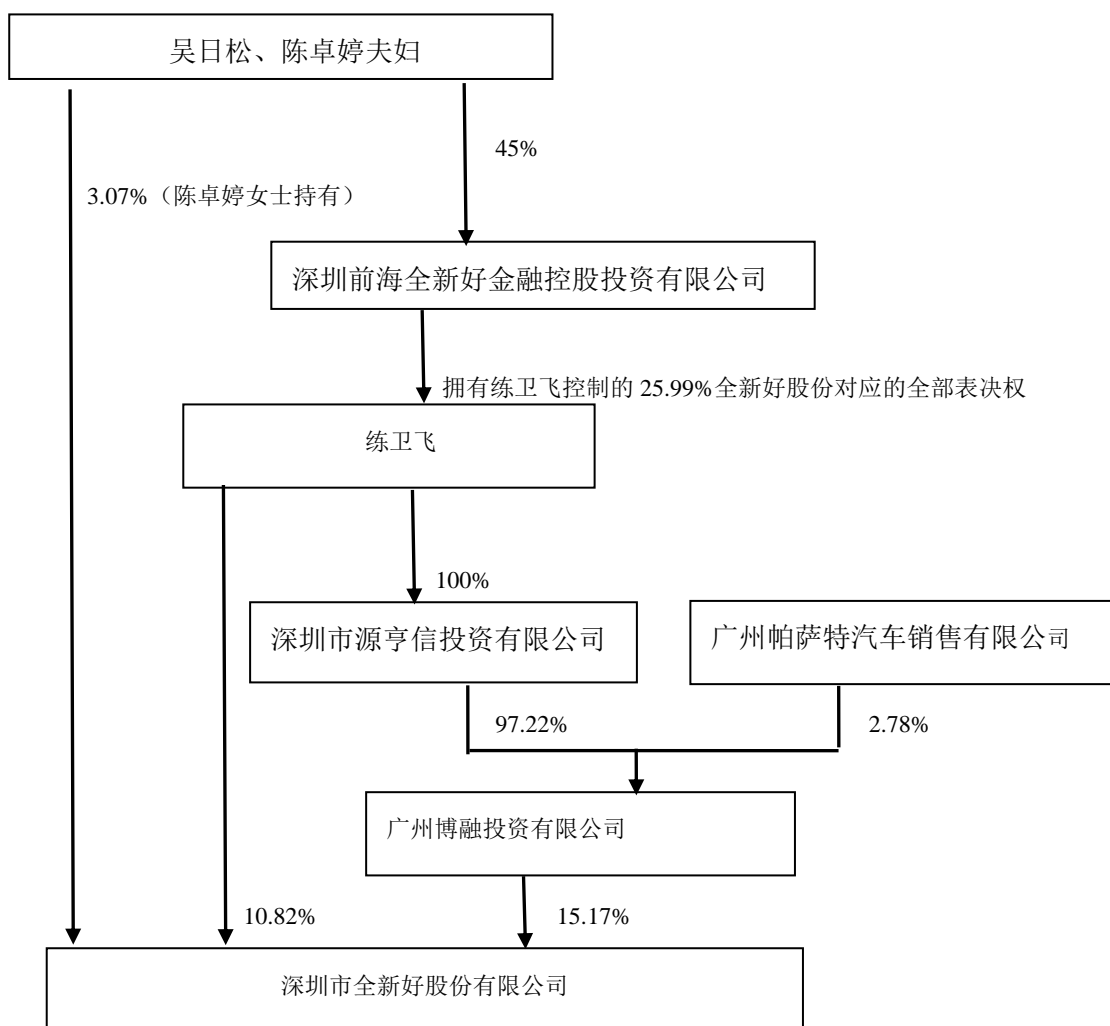 吴日松、陈卓婷夫妇
45%
3.07%（陈卓婷女士持有）
深圳前海全新好金融控股投资有限公司
拥有练卫飞控制的 25.99%全新好股份对应的全部表决权
练卫飞
100%
深圳市源亨信投资有限公司
广州帕萨特汽车销售有限公司
97.22%
2.78%
广州博融投资有限公司
10.82%
15.17%
深圳市全新好股份有限公司